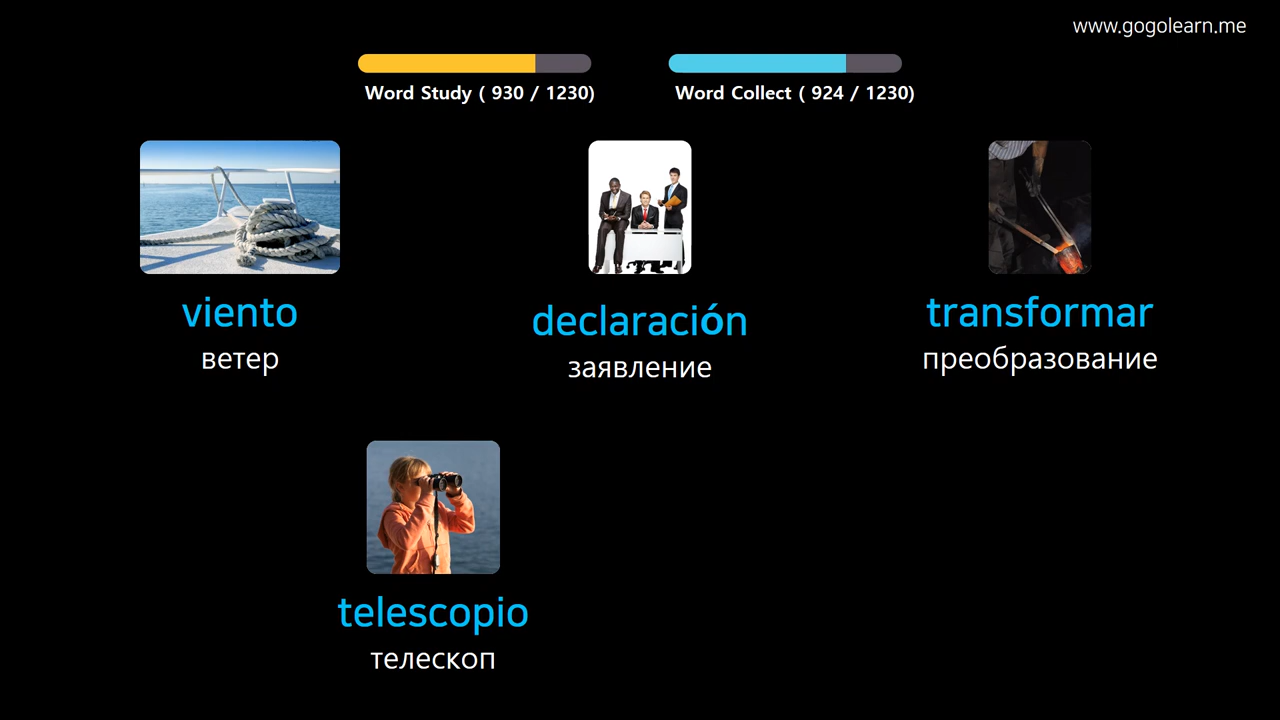 www.gogolearn.me
Word Study ( 930 / 1230)
Word Collect ( 924 / 1230)
viento
ветер
declaración
заявление
transformar
преобразование
telescopio
телескоп